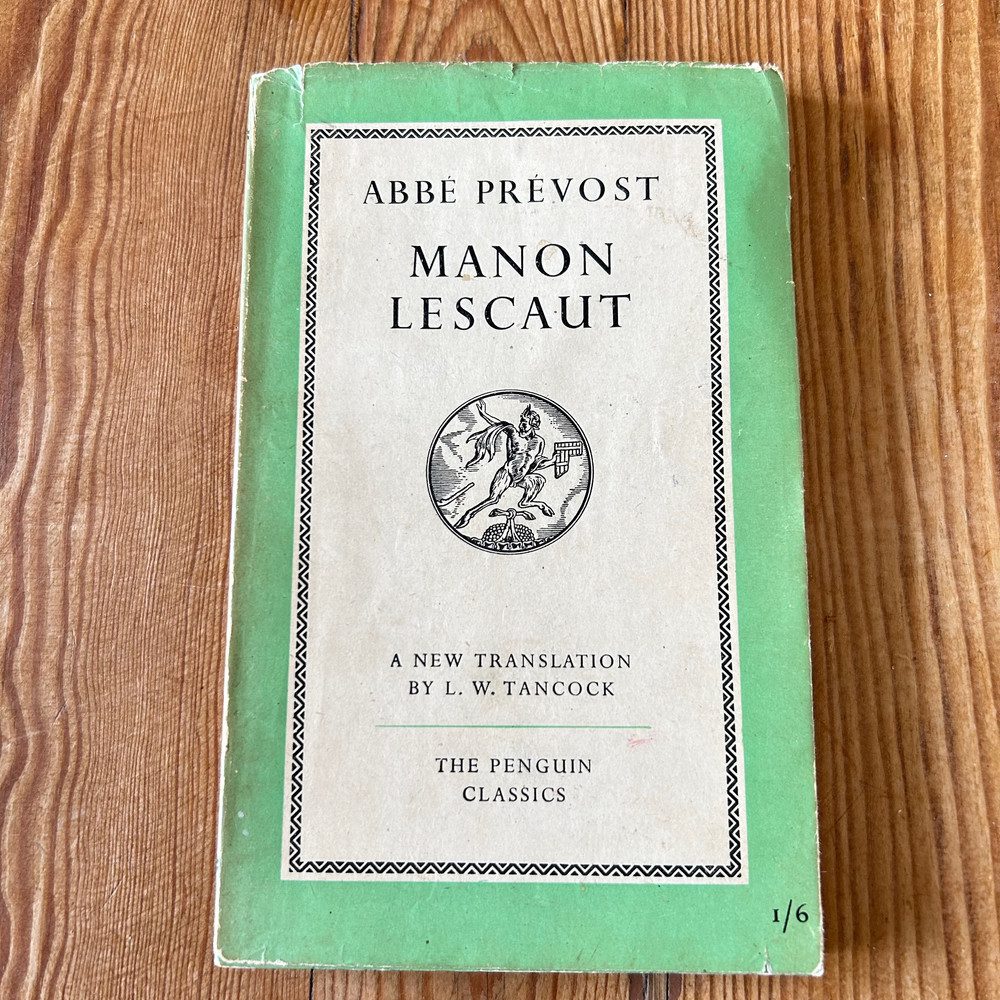 ABBÉ PRÉVOST
MANON
LESCAUT
A NEW TRANSLATION
BY L. W. TANCOCK
THE PENGUIN
CLASSICS
1/6